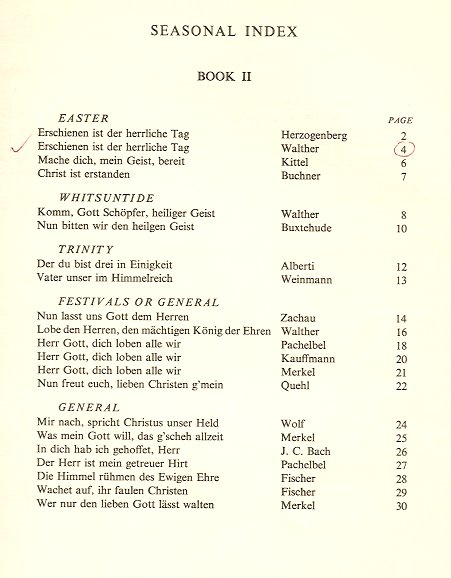 SEASONAL INDEX
BOOK II
EASTER PAGE
Erschienen ist der herrliche Tag Herzogenberg 2
Erschienen ist der herrliche Tag Walther 4
Mache dich, mein Geist, bereit Kittel 6
Christ ist erstanden Buchner 7
WHITSUNTIDE
Komm, Gott Schöpfer, heiliger Geist Walther 8
Nun bitten wir den heilgen Geist Buxtehude 10
TRINITY
Der du bist drei in Einigkeit Alberti 12
Vater unser im Himmelreich Weinmann 13
FESTIVALS OR GENERAL
Nun lasst uns Gott dem Herren Zachau 14
Lobe den Herren, den mächtigen König der Ehren Walther 16
Herr Gott, dich loben alle wir Pachelbel 18
Herr Gott, dich loben alle wir Kauffmann 20
Herr Gott, dich loben alle wir Merkel 21
Nun freut euch, lieben Christen g'mein Quehl 22
GENERAL
Mir nach, spricht Christus unser Held Wolf 24
Was mein Gott will, das g'scheh allzeit Merkel 25
In dich hab ich gehoffet, Herr J. C. Bach 26
Der Herr ist mein getreuer Hirt Pachelbel 27
Die Himmel rühmen des Ewigen Ehre Fischer 28
Wachet auf, ihr faulen Christen Fischer 29
Wer nur den lieben Gott lässt walten Merkel 30